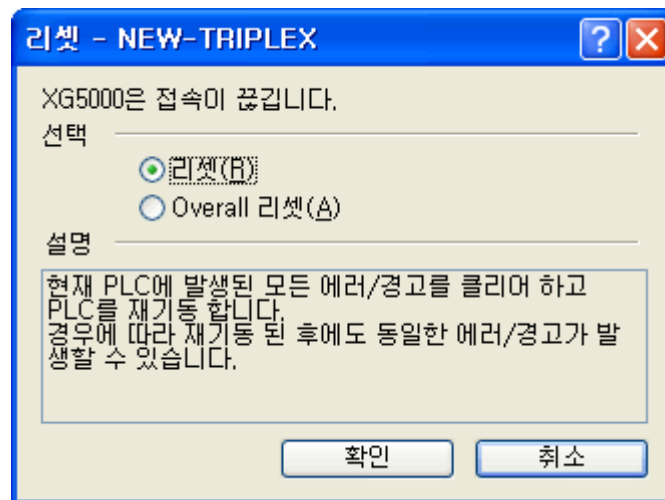 리셋 - NEW-TRIPLEX
XG5000은 접속이 끊깁니다.
선택
리셋(R)
Overall 리셋(A)
설명
현재 PLC에 발생된 모든 에러/경고를 클리어 하고
PLC를 재기동 합니다.
경우에 따라 재기동 된 후에도 동일한 에러/경고가 발
생할 수 있습니다.
확인
취소